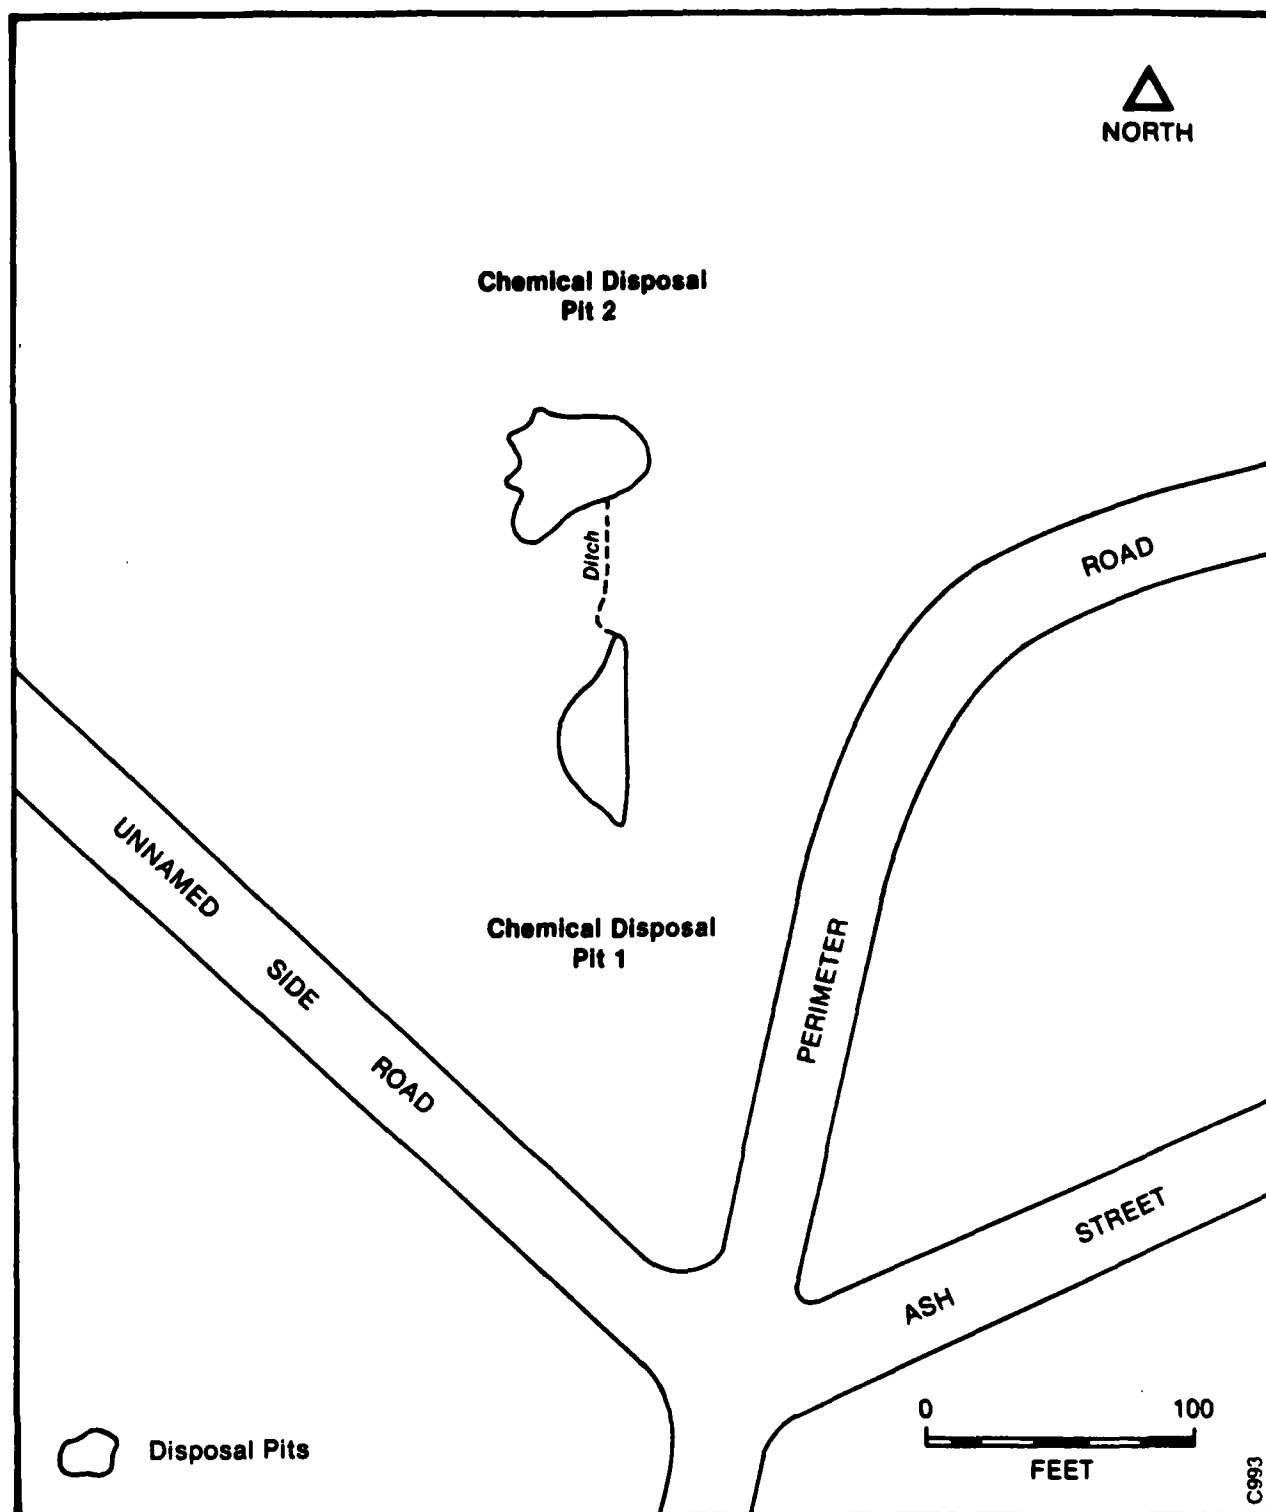 NORTH
Chemical Disposal
Pit 2
Ditch
ROAD
UNNAMED
SIDE
ROAD
Chemical Disposal
Pit 1
PERIMETER
STREET
ASH
0 100
FEET
Disposal Pits
C993